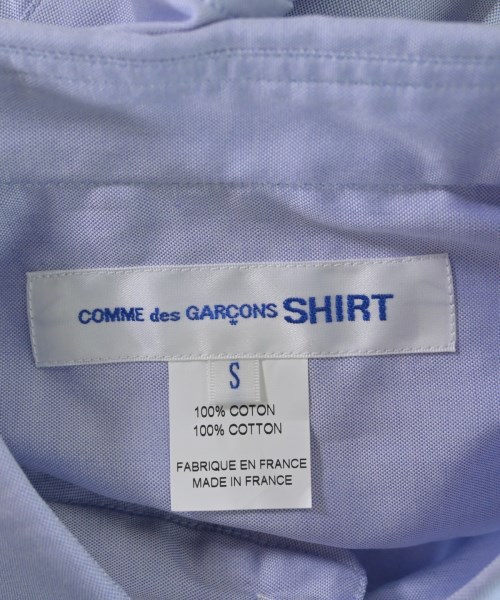 COMME des GARÇONS SHIRT
S
100% COTON
100% COTTON
FABRIQUE EN FRANCE
MADE IN FRANCE